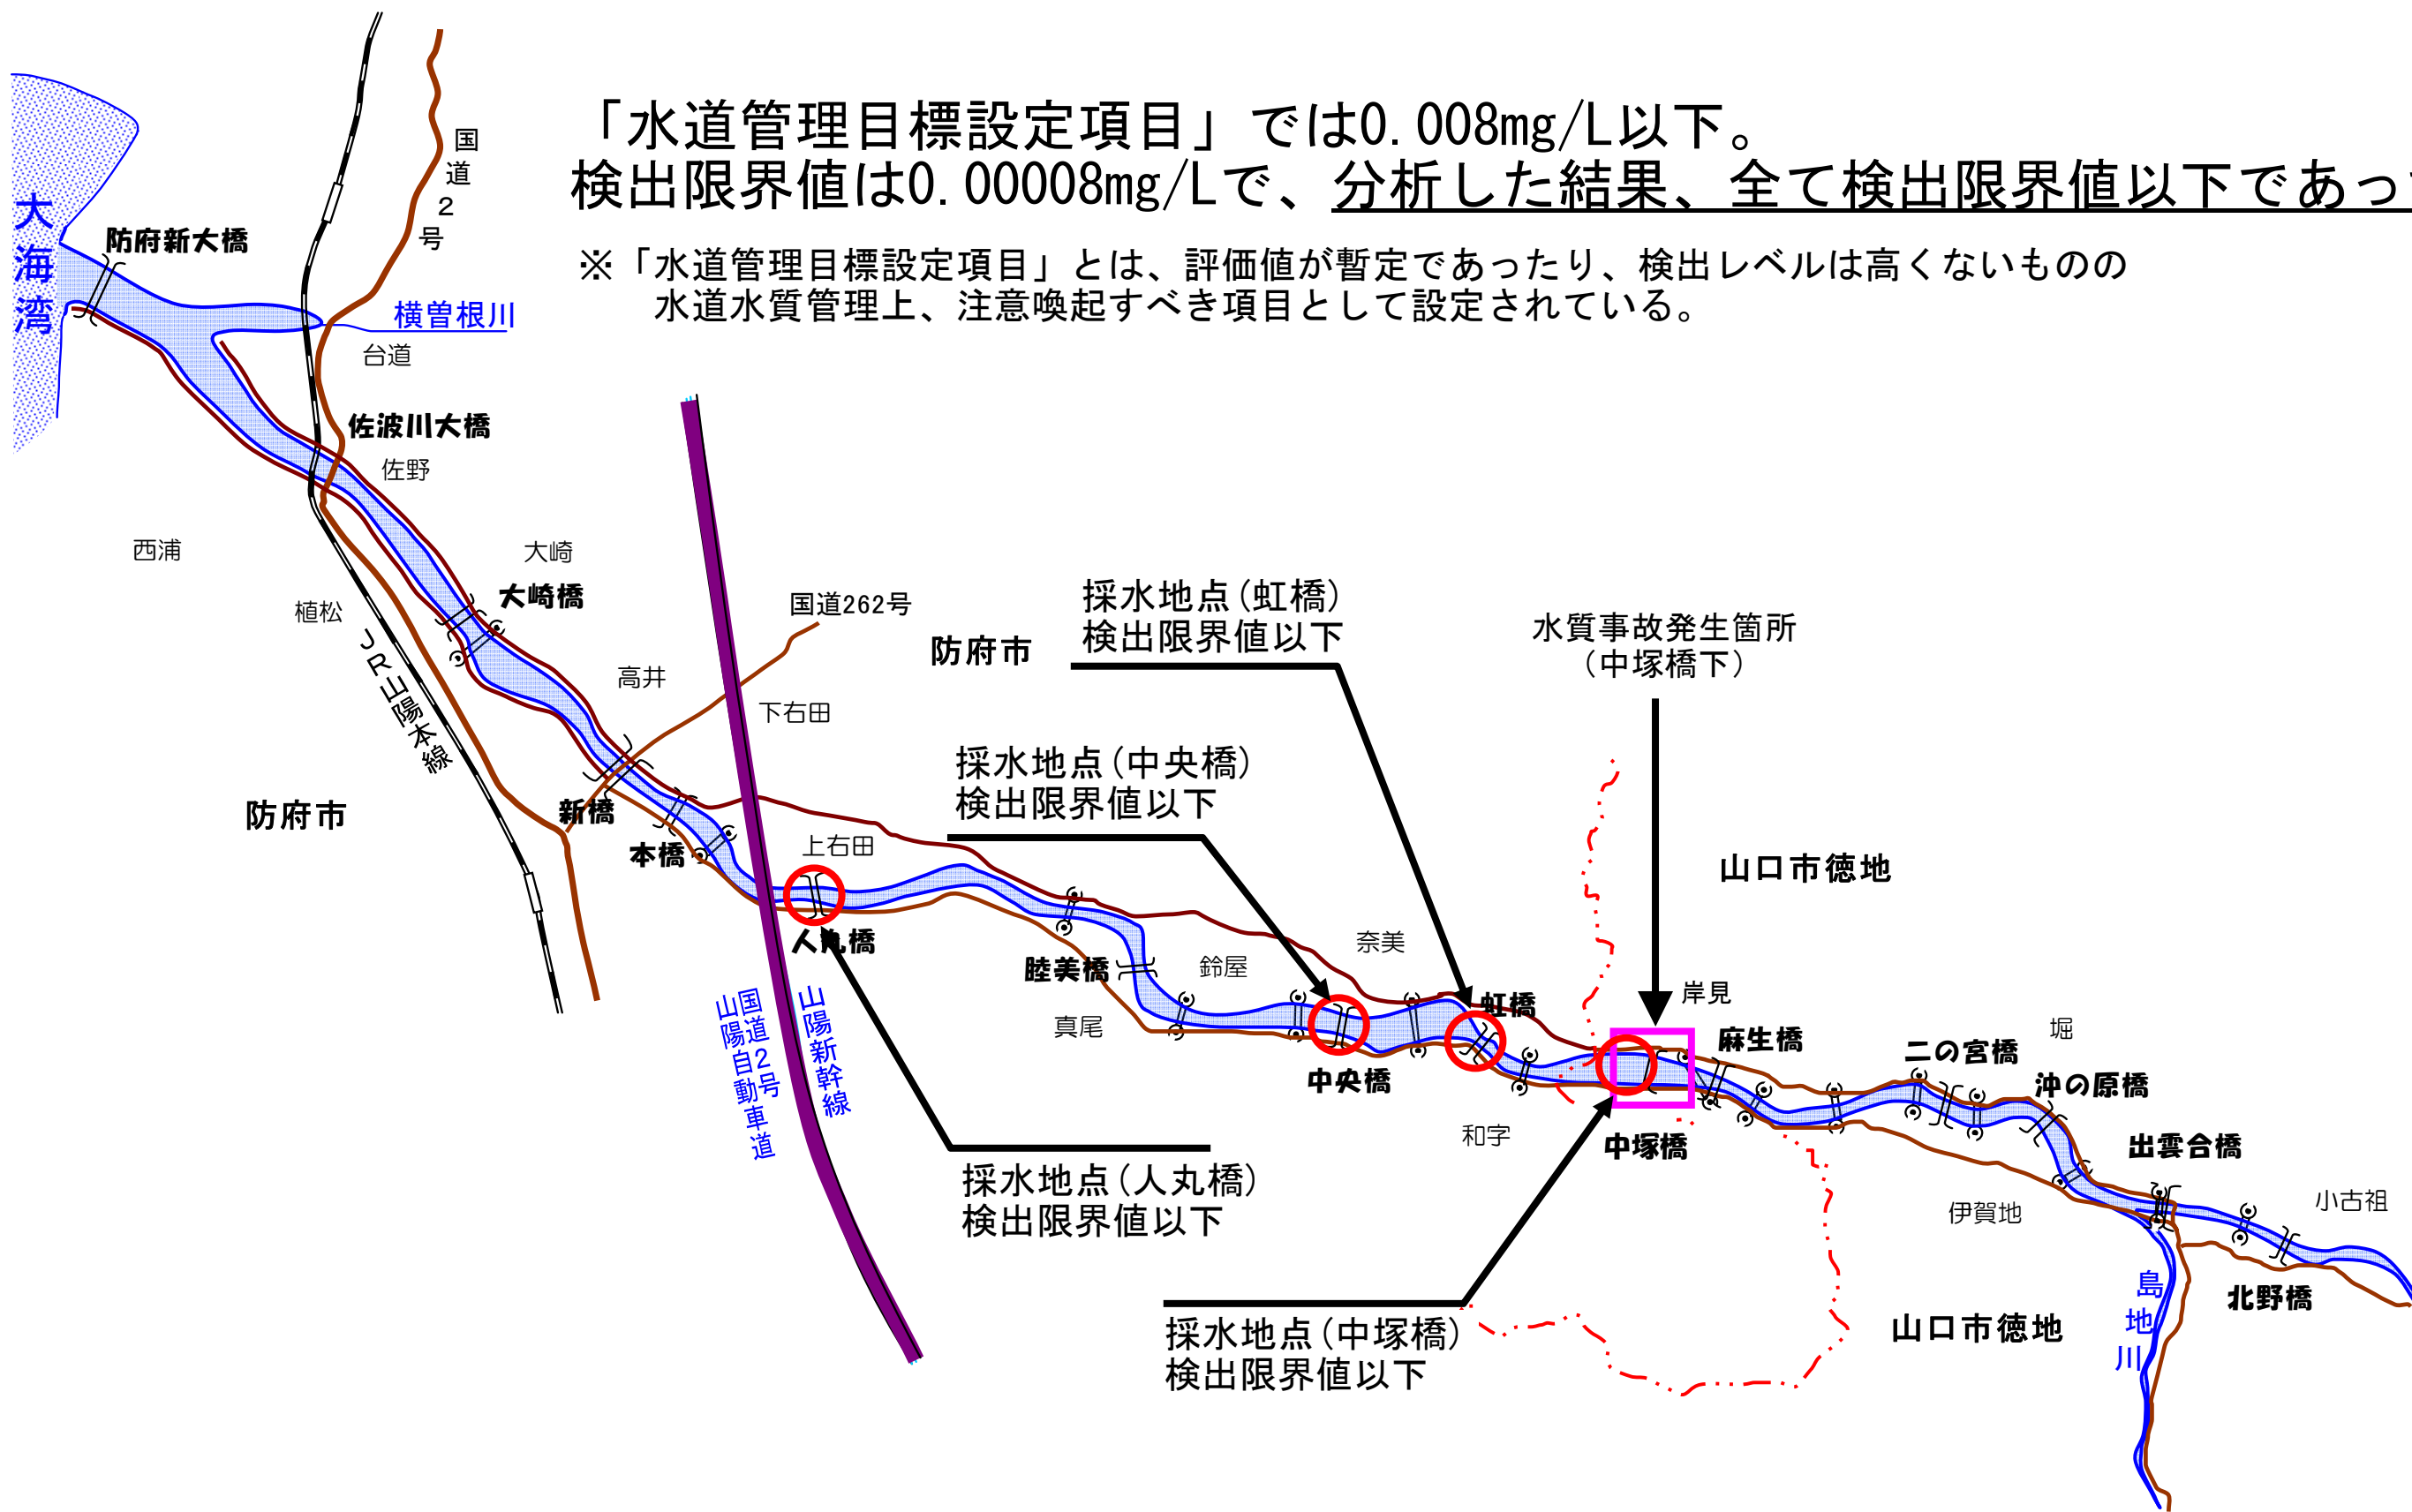 「水道管理目標設定項目」では0.008mg/L以下。
検出限界値は0.00008mg/Lで、分析した結果、全て検出限界値以下であっ
※「水道管理目標設定項目」とは、評価値が暫定であったり、検出レベルは高くないものの
水道水質管理上、注意喚起すべき項目として設定されている。
大海湾
防府新大橋
国道2号
横曽根川
台道
佐波川大橋
佐野
西浦
大崎
大崎橋
植松
JR山陽本線
国道262号
防府市
高井
下右田
採水地点(虹橋)
検出限界値以下
水質事故発生箇所
(中塚橋下)
採水地点(中央橋)
検出限界値以下
防府市
新橋
本橋
上右田
山口市徳地
人丸橋
睦美橋
鈴屋
奈美
虹橋
岸見
真尾
中央橋
麻生橋
二の宮橋
堀
沖の原橋
和字
中塚橋
出雲合橋
国道2号
山陽自動車道
山陽新幹線
採水地点(人丸橋)
検出限界値以下
伊賀地
小古祖
島地川
北野橋
採水地点(中塚橋)
検出限界値以下
山口市徳地